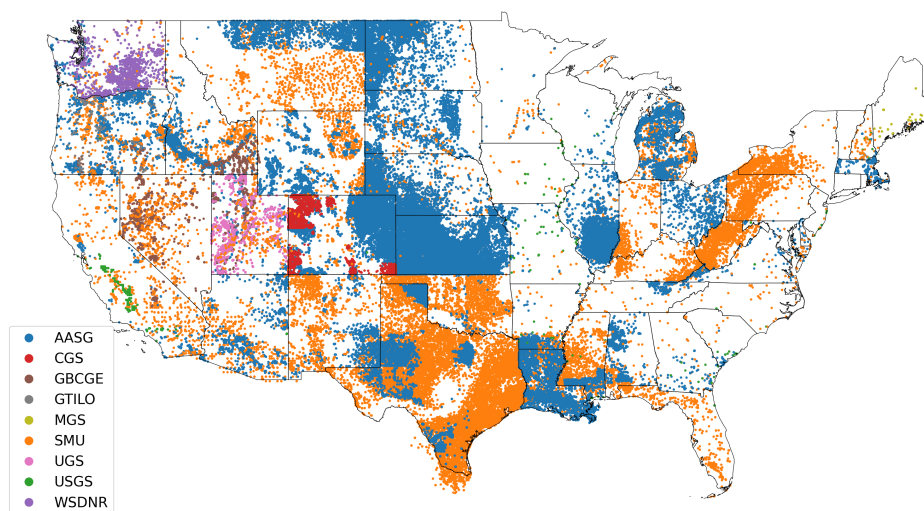 AASG
CGS
GBCGE
GTILO
MGS
SMU
UGS
USGS
WSDNR